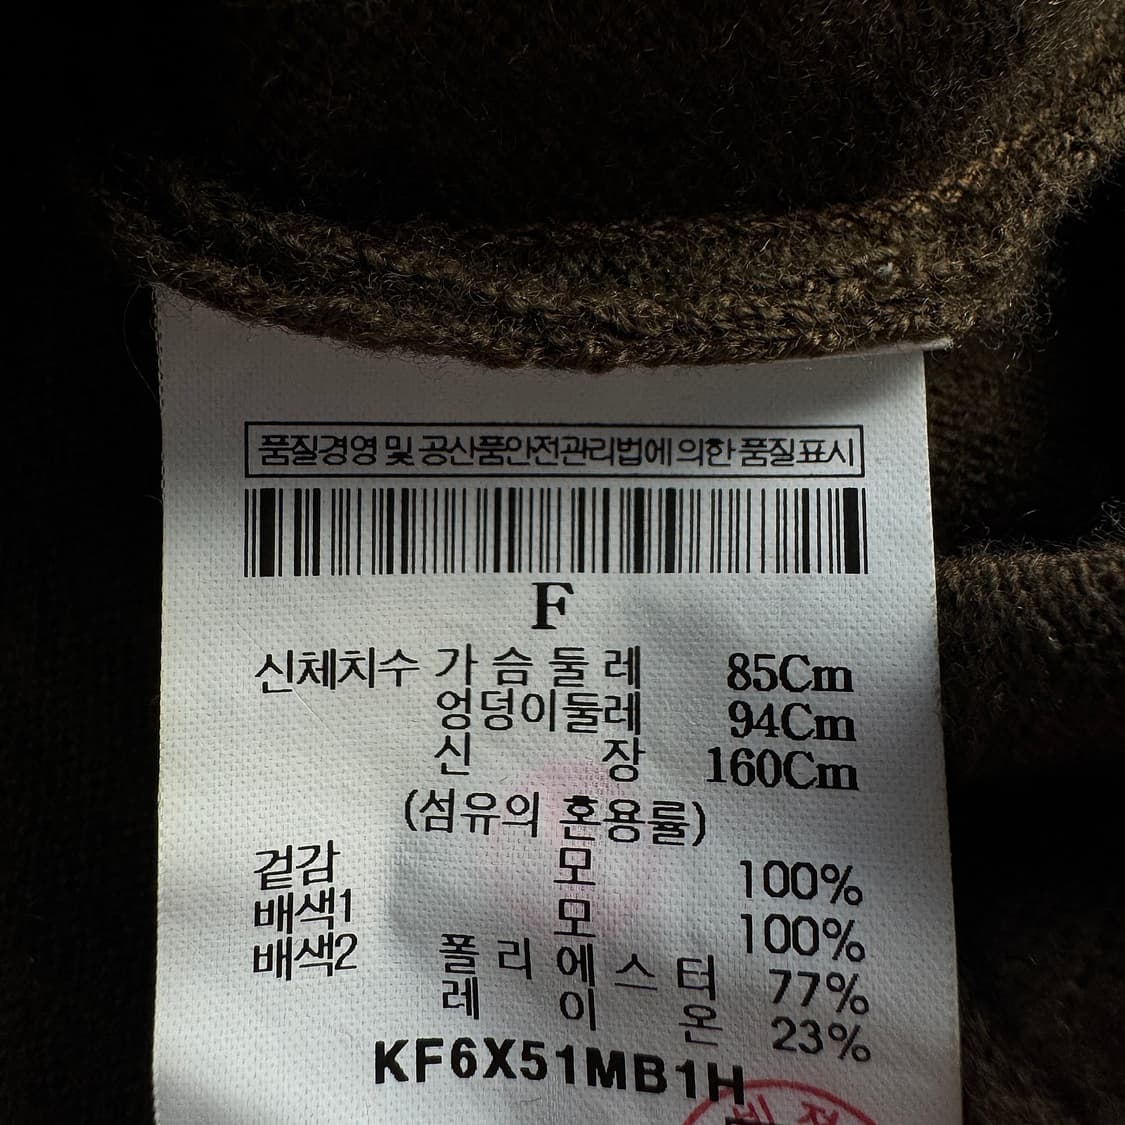 품질경영 및 공산품안전관리법에 의한 품질표시
F
신체치수 가슴둘레 85Cm
엉덩이둘레 94Cm
신장 160Cm
(섬유의 혼용률)
겉감 모 100%
배색1 모 100%
배색2 폴리에스터 77%
레이온 23%
KF6X51MB1H